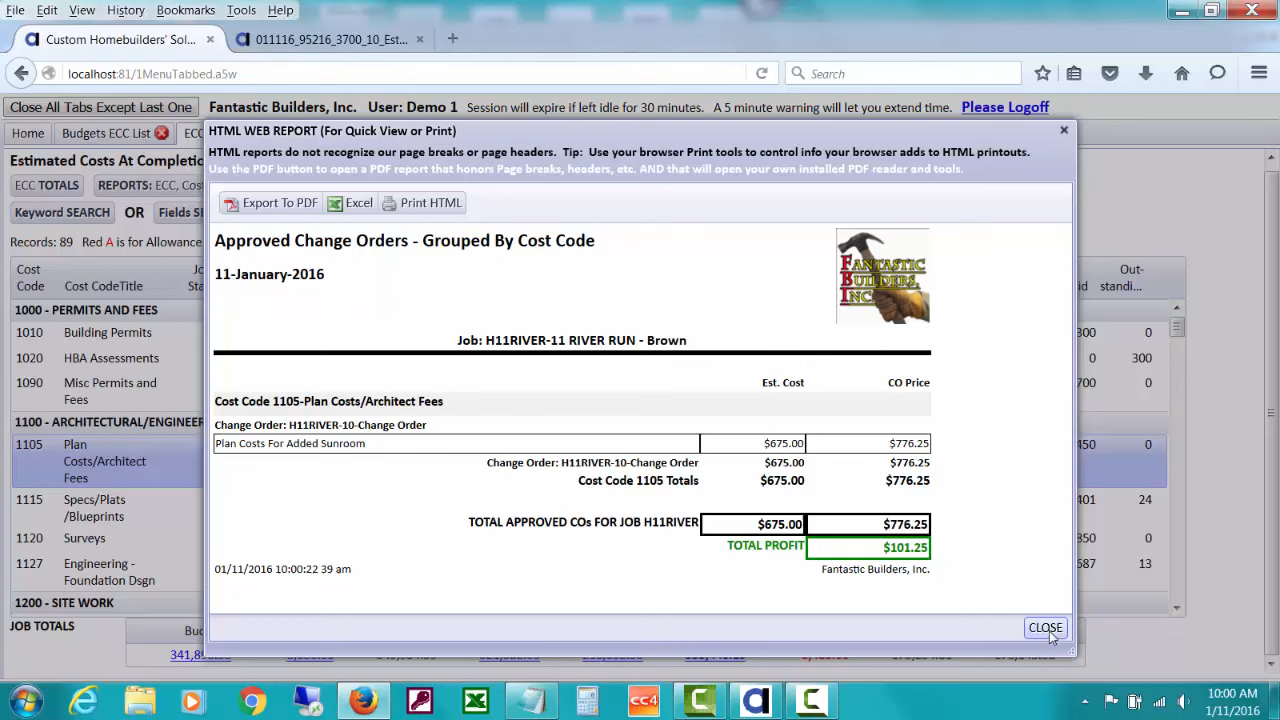 File Edit View History Bookmarks Tools Help
Custom Homebuilders' Sol... × 011116_95216_3700_10_Est... × +
localhost:81/1MenuTabbed.a5w Search
Close All Tabs Except Last One Fantastic Builders, Inc. User: Demo 1 Session will expire if left idle for 30 minutes. A 5 minute warning will let you extend time. Please Logoff
Home Budgets ECC List ECC
HTML WEB REPORT (For Quick View or Print)
HTML reports do not recognize our page breaks or page headers. Tip: Use your browser Print tools to control info your browser adds to HTML printouts.
Use the PDF button to open a PDF report that honors Page breaks, headers, etc. AND that will open your own installed PDF reader and tools.
Estimated Costs At Completic
ECC TOTALS REPORTS: ECC, Cos
Keyword SEARCH OR Fields S
Records: 89 Red A is for Allowance
Cost Code Cost CodeTitle
1000 - PERMITS AND FEES
1010 Building Permits
1020 HBA Assessments
1090 Misc Permits and Fees
1100 - ARCHITECTURAL/ENGINEER
1105 Plan Costs/Architect Fees
1115 Specs/Plats /Blueprints
1120 Surveys
1127 Engineering - Foundation Dsgn
1200 - SITE WORK
JOB TOTALS
Export To PDF Excel Print HTML
Approved Change Orders - Grouped By Cost Code
11-January-2016
FANTASTIC
BUILDERS,
INC.
Job: H11RIVER-11 RIVER RUN - Brown
Est. Cost CO Price
Cost Code 1105-Plan Costs/Architect Fees
Change Order: H11RIVER-10-Change Order
Plan Costs For Added Sunroom $675.00 $776.25
Change Order: H11RIVER-10-Change Order $675.00 $776.25
Cost Code 1105 Totals $675.00 $776.25
TOTAL APPROVED COs FOR JOB H11RIVER $675.00 $776.25
TOTAL PROFIT $101.25
01/11/2016 10:00:22 39 am Fantastic Builders, Inc.
CLOSE
id Out-
standi...
300 0
0 300
700 0
450 0
401 24
850 0
687 13
CC4
10:00 AM
1/11/2016